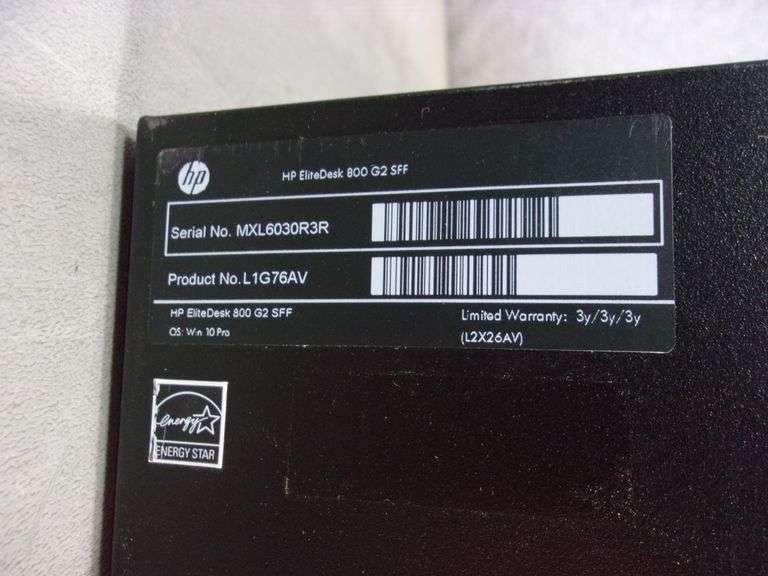 hp
HP EliteDesk 800 G2 SFF
Serial No. MXL6030R3R
Product No. L1G76AV
HP EliteDesk 800 G2 SFF
OS: Win 10 Pro
Limited Warranty: 3y/3y/3y
(L2X26AV)
energy
ENERGY STAR